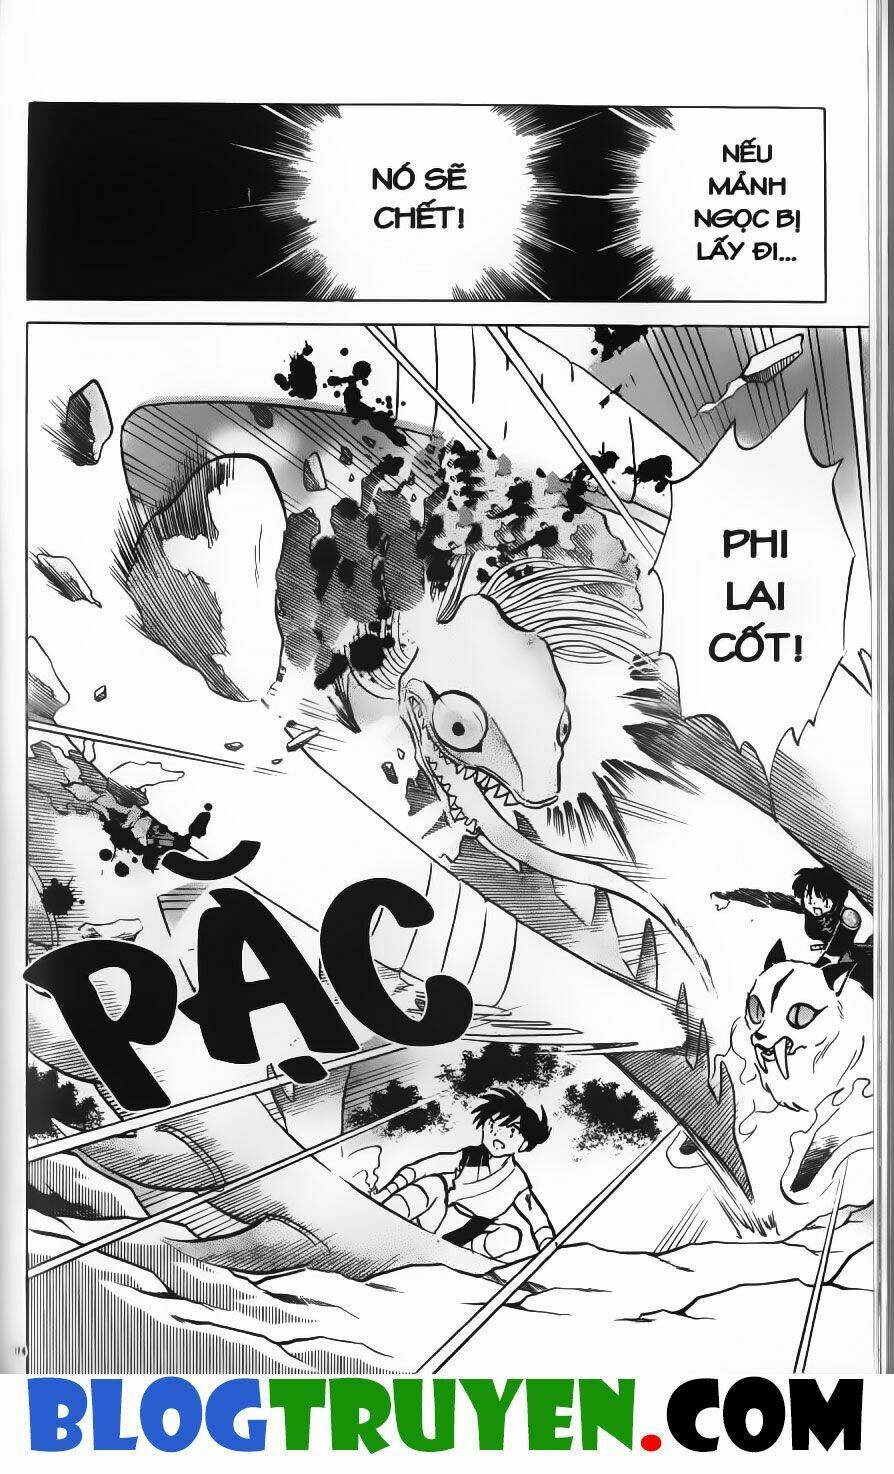 NẾU
MẢNH
NGỌC BỊ
LẤY ĐI...
NÓ SẼ
CHẾT!
PHI
LAI
CỐT!
PẶC
BLOGTRUYEN.COM